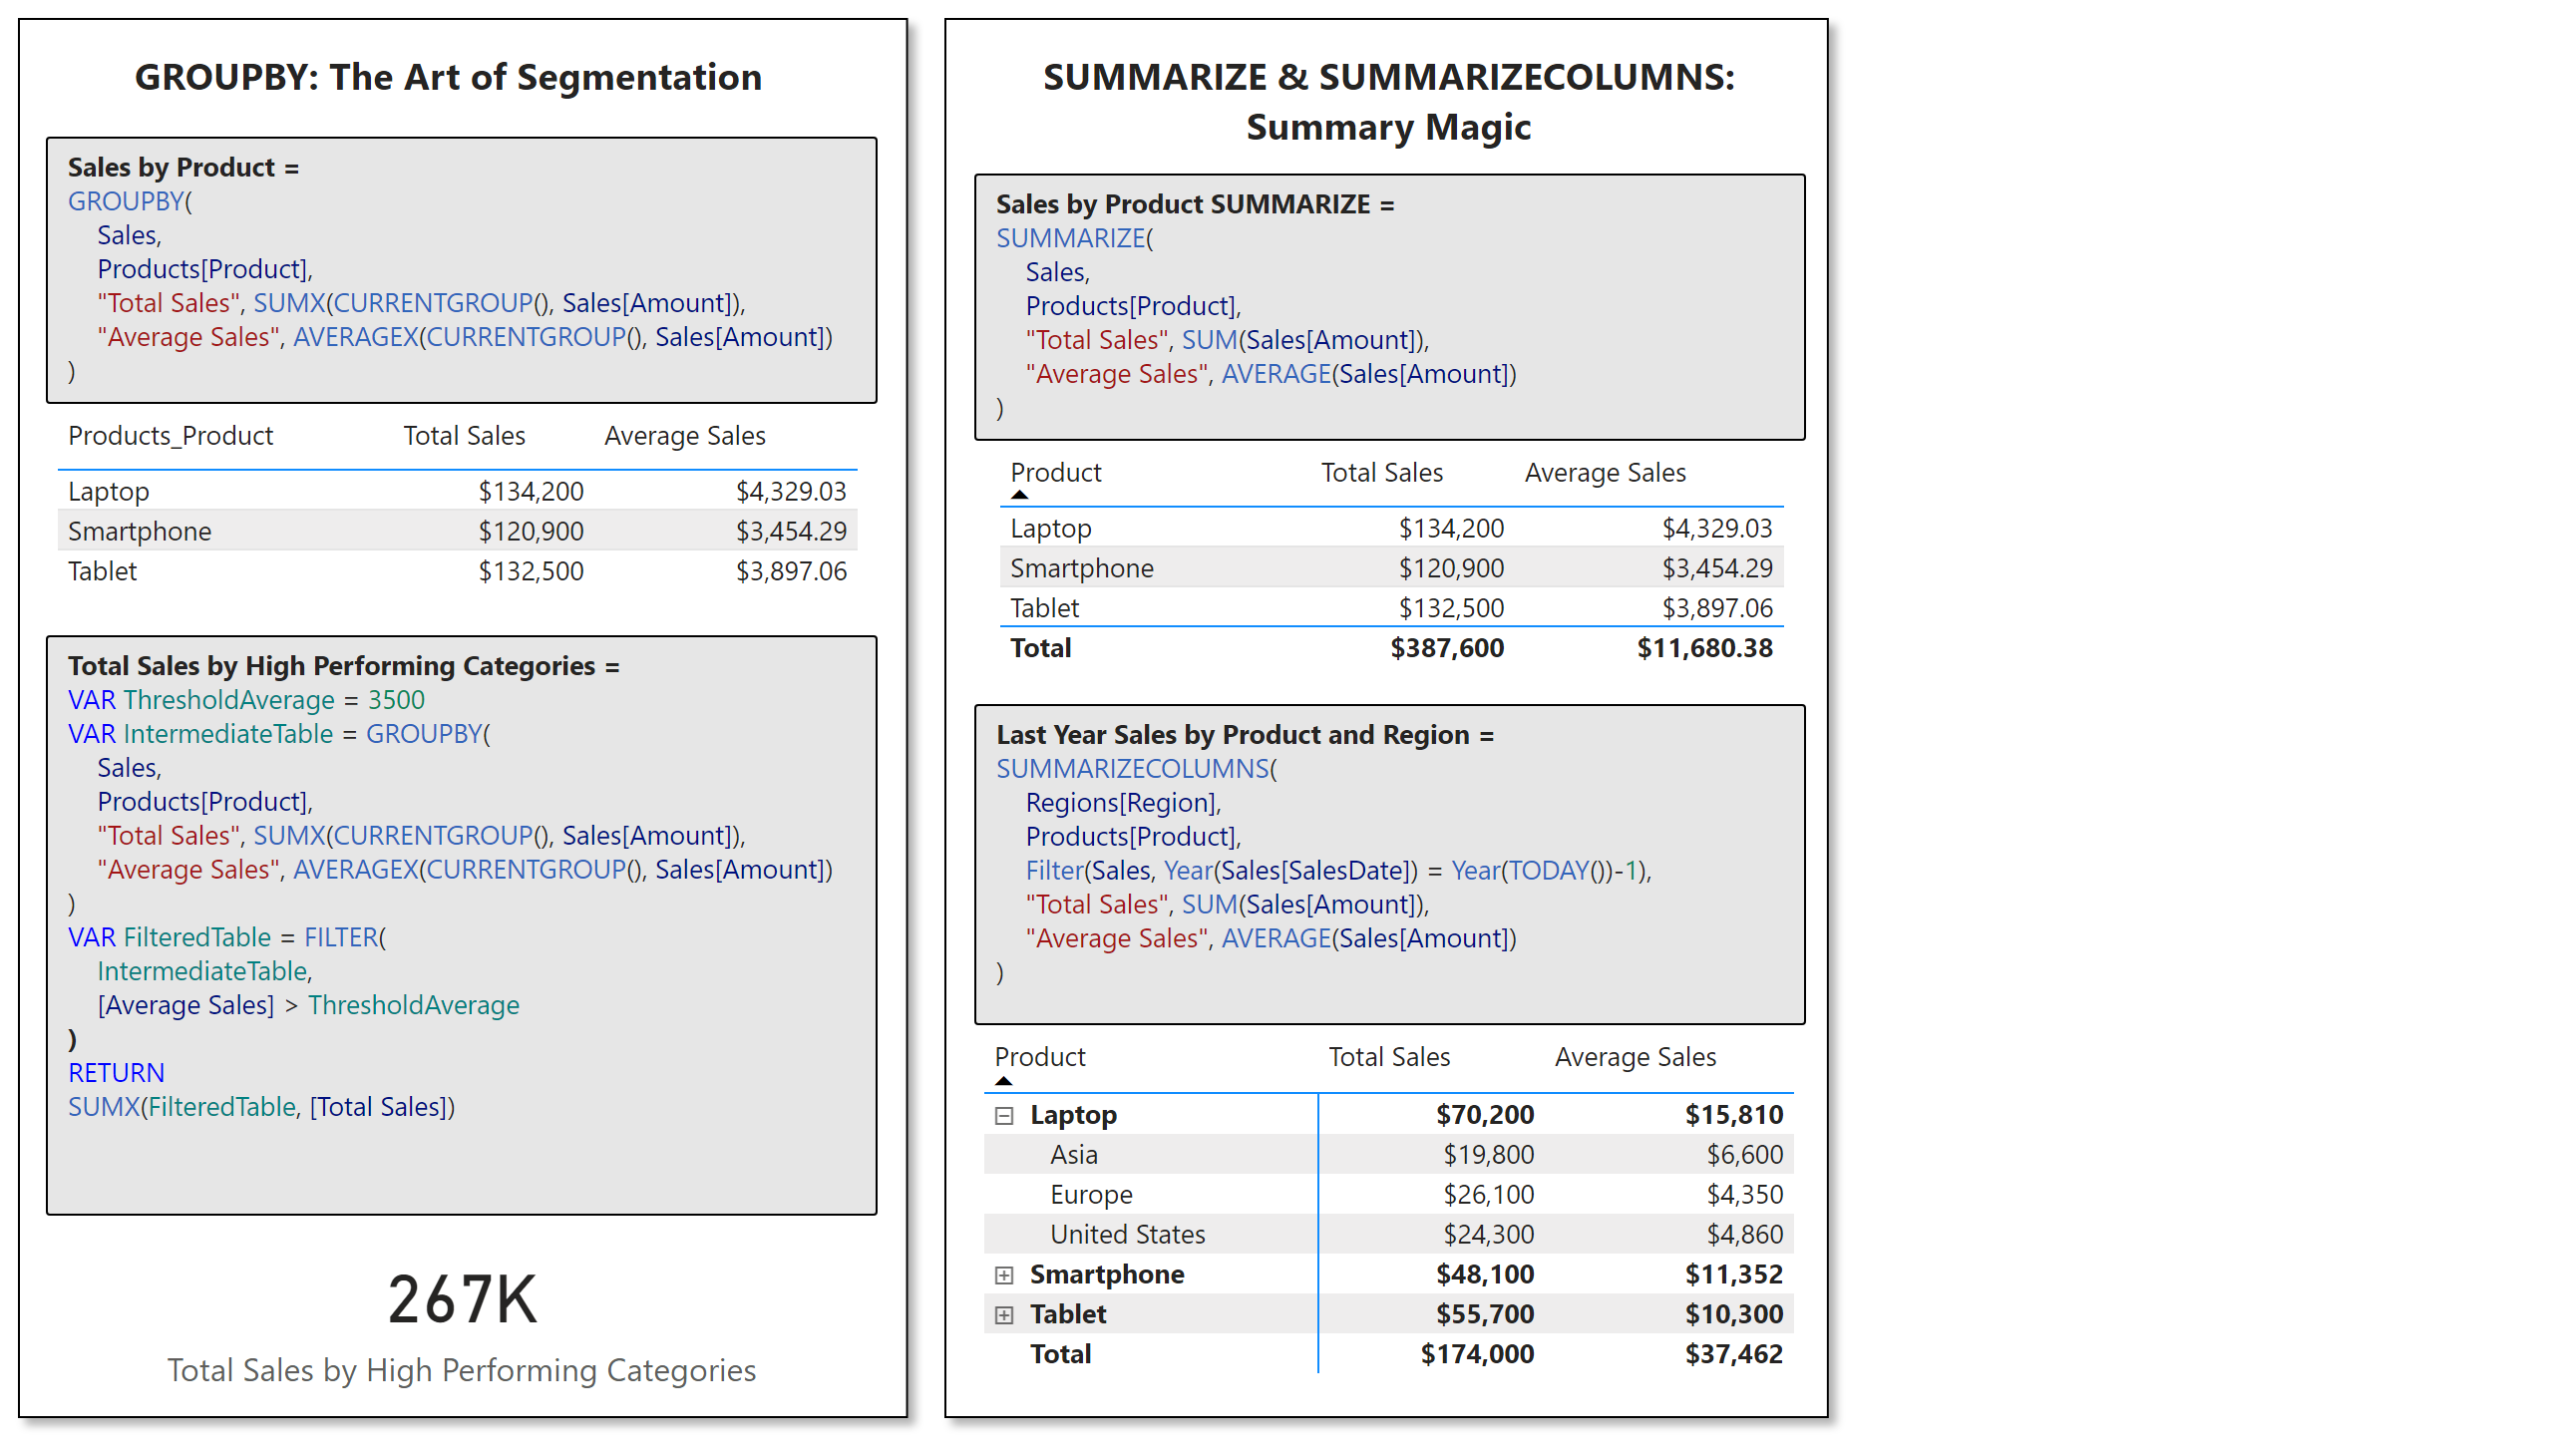 GROUPBY: The Art of Segmentation
Sales by Product =
GROUPBY(
Sales,
Products[Product],
"Total Sales", SUMX(CURRENTGROUP(), Sales[Amount]),
"Average Sales", AVERAGEX(CURRENTGROUP(), Sales[Amount])
)
Products_Product Total Sales Average Sales
Laptop $134,200 $4,329.03
Smartphone $120,900 $3,454.29
Tablet $132,500 $3,897.06
Total Sales by High Performing Categories =
VAR ThresholdAverage = 3500
VAR IntermediateTable = GROUPBY(
Sales,
Products[Product],
"Total Sales", SUMX(CURRENTGROUP(), Sales[Amount]),
"Average Sales", AVERAGEX(CURRENTGROUP(), Sales[Amount])
)
VAR FilteredTable = FILTER(
IntermediateTable,
[Average Sales] > ThresholdAverage
)
RETURN
SUMX(FilteredTable, [Total Sales])
267K
Total Sales by High Performing Categories
SUMMARIZE & SUMMARIZECOLUMNS:
Summary Magic
Sales by Product SUMMARIZE =
SUMMARIZE(
Sales,
Products[Product],
"Total Sales", SUM(Sales[Amount]),
"Average Sales", AVERAGE(Sales[Amount])
)
Product Total Sales Average Sales
Laptop $134,200 $4,329.03
Smartphone $120,900 $3,454.29
Tablet $132,500 $3,897.06
Total $387,600 $11,680.38
Last Year Sales by Product and Region =
SUMMARIZECOLUMNS(
Regions[Region],
Products[Product],
Filter(Sales, Year(Sales[SalesDate]) = Year(TODAY())-1),
"Total Sales", SUM(Sales[Amount]),
"Average Sales", AVERAGE(Sales[Amount])
)
Product Total Sales Average Sales
Laptop $70,200 $15,810
Asia $19,800 $6,600
Europe $26,100 $4,350
United States $24,300 $4,860
Smartphone $48,100 $11,352
Tablet $55,700 $10,300
Total $174,000 $37,462